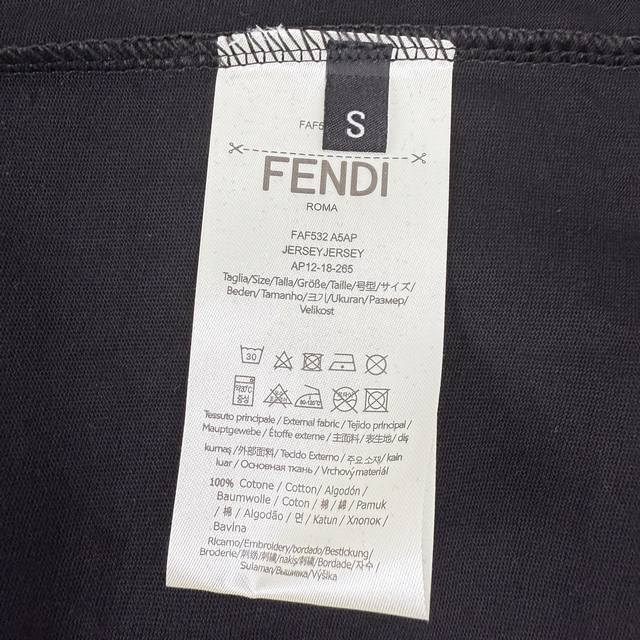 S
FENDI
ROMA
FAF532 A5AP
JERSEYJERSEY
AP12-18-265
Taglia/Size/Talla/Größe/Taille/号型/サイズ/
Beden/Tamanho/크기/Ukuran/Размер/
Velikost
30
Tessuto principale / External fabric / Tejido principal /
Hauptgewebe / Étoffe externe / 主面料 / 表生地/ dış
kumaş /外部面料/ Teddo Externo / 주요 소재/ kain
luar / Основная ткань / Vrchový materiál
100% Cotone / Cotton/ Algodón /
Baumwolle / Coton / 棉/ 綿/ Pamuk
/ 棉/ Algodão / 면 / Katun / Хлопок /
Bavlna
Ricamo/Embroidery/bordado/Bestickung/
Broderie/刺绣/刺繍/nakış/刺繡/Bordade/자수/
Sulaman/Вышивка/Výšika